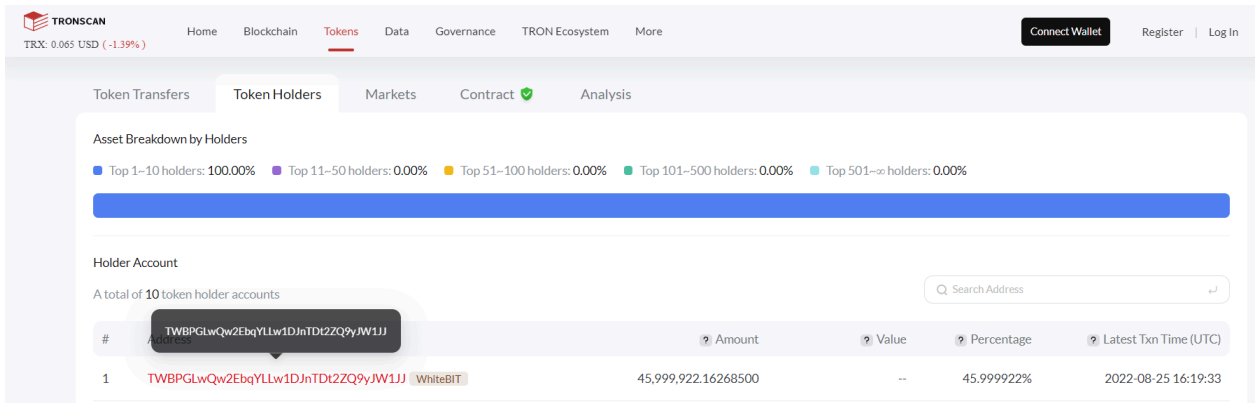 TRONSCAN
TRX: 0.065 USD ( -1.39% )
Home Blockchain Tokens Data Governance TRON Ecosystem More Connect Wallet Register | Log In
Token Transfers Token Holders Markets Contract Analysis
Asset Breakdown by Holders
Top 1~10 holders: 100.00% Top 11~50 holders: 0.00% Top 51~100 holders: 0.00% Top 101~500 holders: 0.00% Top 501~∞ holders: 0.00%
Holder Account
A total of 10 token holder accounts
Search Address
TWBPGLwQw2EbqYLLw1DJnTDt2ZQ9yJW1JJ
# Address ? Amount ? Value ? Percentage ? Latest Txn Time (UTC)
1 TWBPGLwQw2EbqYLLw1DJnTDt2ZQ9yJW1JJ WhiteBIT 45,999,922.16268500 -- 45.999922% 2022-08-25 16:19:33